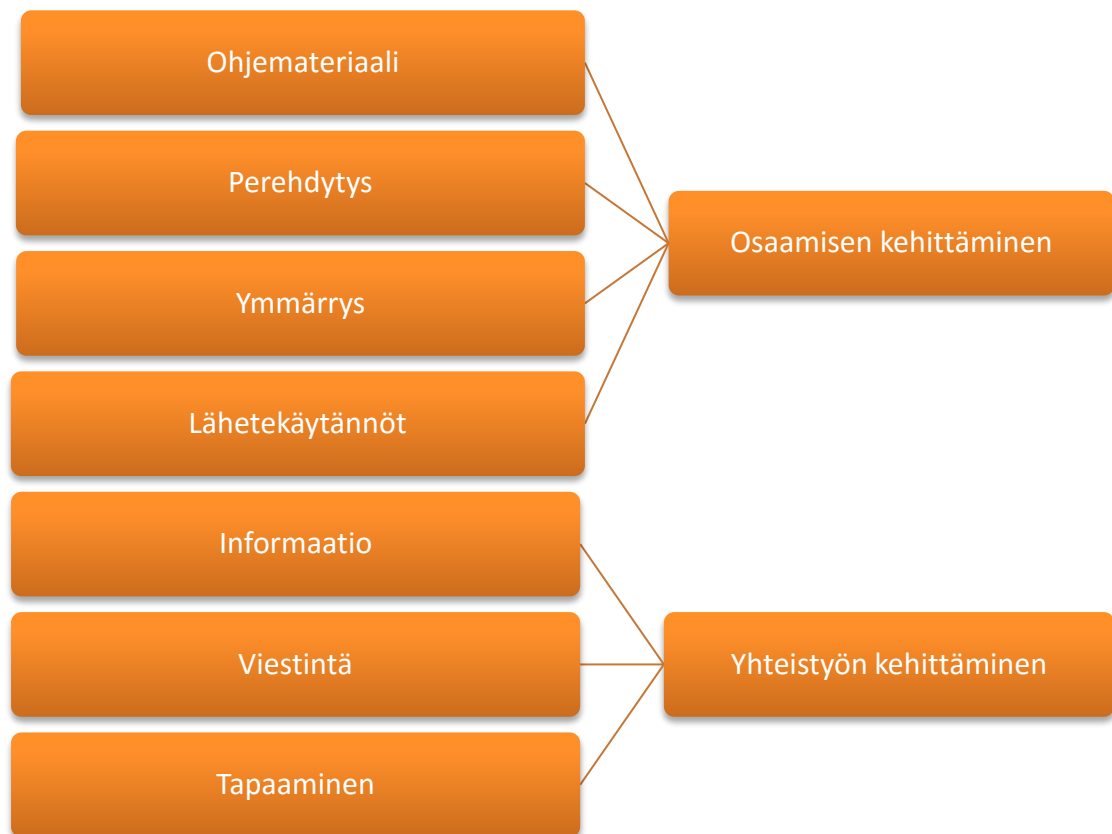 Ohjemateriaali
Perehdytys
Ymmärrys
Lähetekäytännöt
Osaamisen kehittäminen
Informaatio
Viestintä
Tapaaminen
Yhteistyön kehittäminen